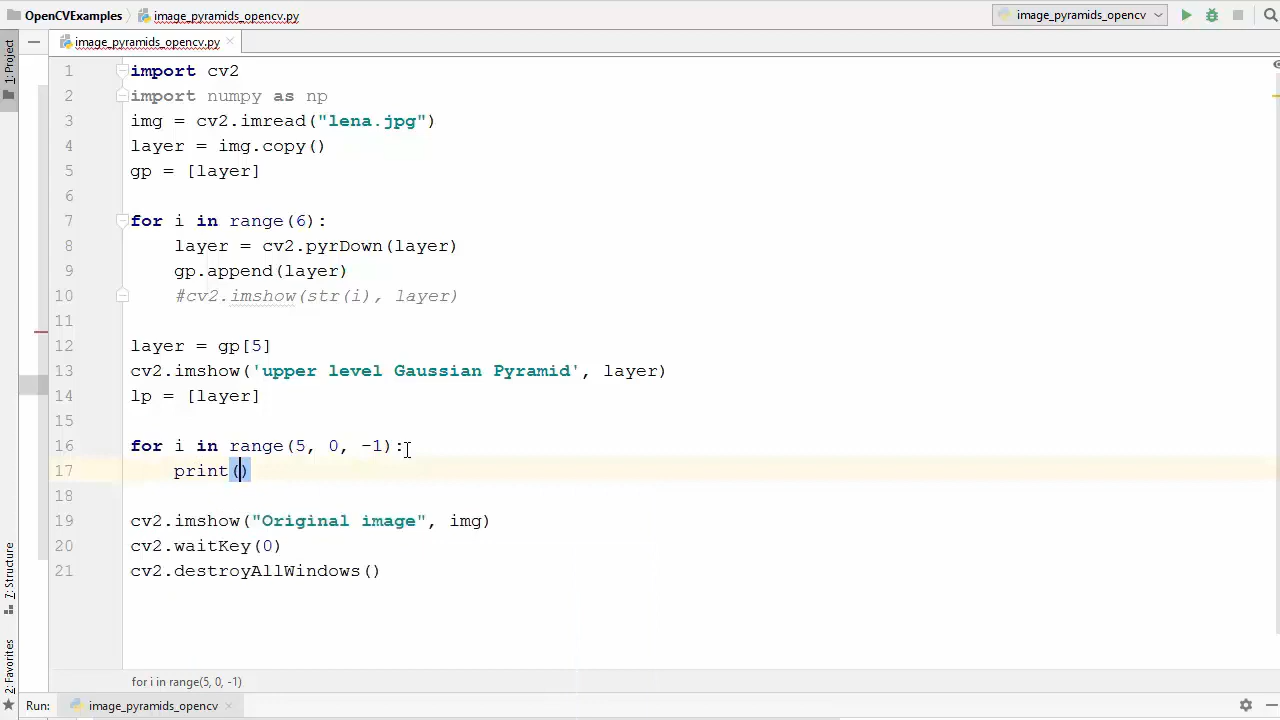 OpenCVExamples image_pyramids_opencv.py image_pyramids_opencv
image_pyramids_opencv.py
1: Project
1 import cv2
2 import numpy as np
3 img = cv2.imread("lena.jpg")
4 layer = img.copy()
5 gp = [layer]
6
7 for i in range(6):
8 layer = cv2.pyrDown(layer)
9 gp.append(layer)
10 #cv2.imshow(str(i), layer)
11
12 layer = gp[5]
13 cv2.imshow('upper level Gaussian Pyramid', layer)
14 lp = [layer]
15
16 for i in range(5, 0, -1):
17 print()
18
19 cv2.imshow("Original image", img)
20 cv2.waitKey(0)
21 cv2.destroyAllWindows()
7: Structure
2: Favorites
for i in range(5, 0, -1)
Run: image_pyramids_opencv